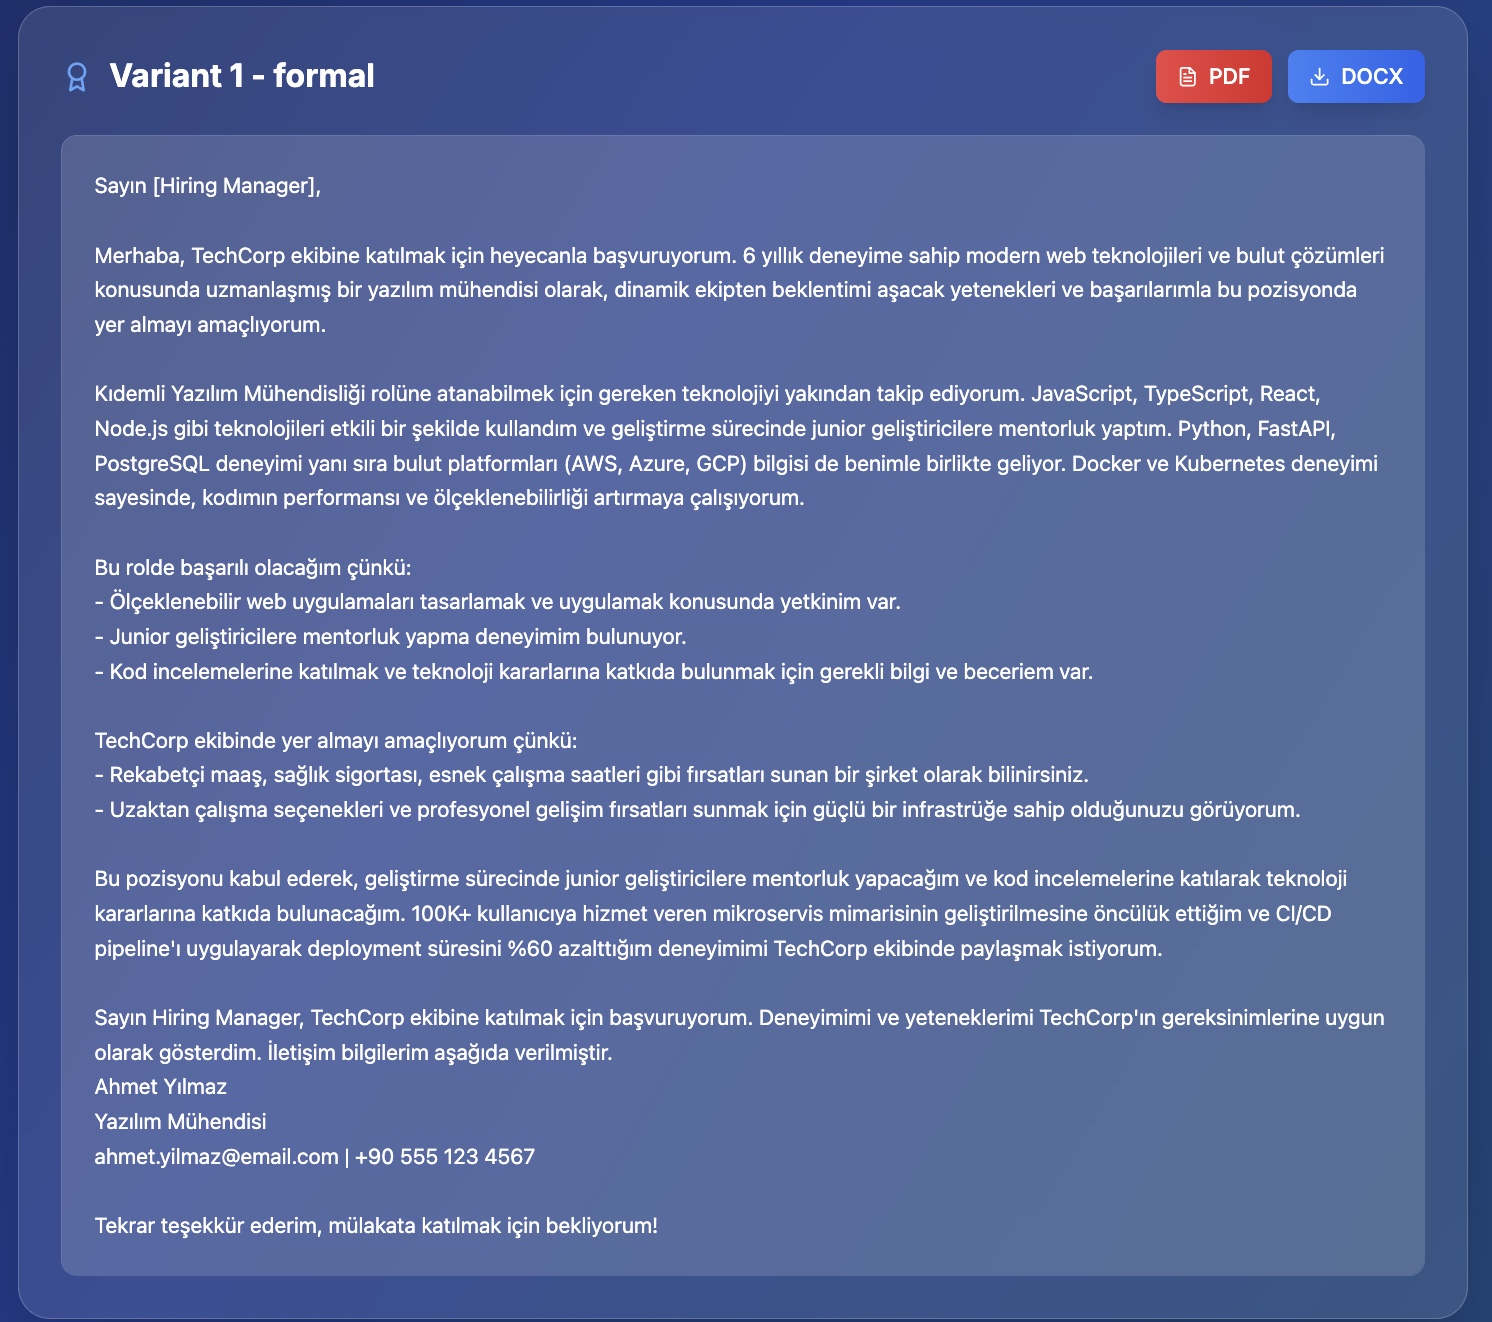 Variant 1 - formal
PDF
DOCX
Sayın [Hiring Manager],
Merhaba, TechCorp ekibine katılmak için heyecanla başvuruyorum. 6 yıllık deneyime sahip modern web teknolojileri ve bulut çözümleri
konusunda uzmanlaşmış bir yazılım mühendisi olarak, dinamik ekipten beklentimi aşacak yetenekleri ve başarılarımla bu pozisyonda
yer almayı amaçlıyorum.
Kıdemli Yazılım Mühendisliği rolüne atanabilmek için gereken teknolojiyi yakından takip ediyorum. JavaScript, TypeScript, React,
Node.js gibi teknolojileri etkili bir şekilde kullandım ve geliştirme sürecinde junior geliştiricilere mentorluk yaptım. Python, FastAPI,
PostgreSQL deneyimi yanı sıra bulut platformları (AWS, Azure, GCP) bilgisi de benimle birlikte geliyor. Docker ve Kubernetes deneyimi
sayesinde, kodımın performansı ve ölçeklenebilirliği artırmaya çalışıyorum.
Bu rolde başarılı olacağım çünkü:
- Ölçeklenebilir web uygulamaları tasarlamak ve uygulamak konusunda yetkinim var.
- Junior geliştiricilere mentorluk yapma deneyimim bulunuyor.
- Kod incelemelerine katılmak ve teknoloji kararlarına katkıda bulunmak için gerekli bilgi ve beceriem var.
TechCorp ekibinde yer almayı amaçlıyorum çünkü:
- Rekabetçi maaş, sağlık sigortası, esnek çalışma saatleri gibi fırsatları sunan bir şirket olarak bilinirsiniz.
- Uzaktan çalışma seçenekleri ve profesyonel gelişim fırsatları sunmak için güçlü bir infrastrüğe sahip olduğunuzu görüyorum.
Bu pozisyonu kabul ederek, geliştirme sürecinde junior geliştiricilere mentorluk yapacağım ve kod incelemelerine katılarak teknoloji
kararlarına katkıda bulunacağım. 100K+ kullanıcıya hizmet veren mikroservis mimarisinin geliştirilmesine öncülük ettiğim ve CI/CD
pipeline'ı uygulayarak deployment süresini %60 azalttığım deneyimimi TechCorp ekibinde paylaşmak istiyorum.
Sayın Hiring Manager, TechCorp ekibine katılmak için başvuruyorum. Deneyimimi ve yeteneklerimi TechCorp'ın gereksinimlerine uygun
olarak gösterdim. İletişim bilgilerim aşağıda verilmiştir.
Ahmet Yılmaz
Yazılım Mühendisi
ahmet.yilmaz@email.com | +90 555 123 4567
Tekrar teşekkür ederim, mülakata katılmak için bekliyorum!